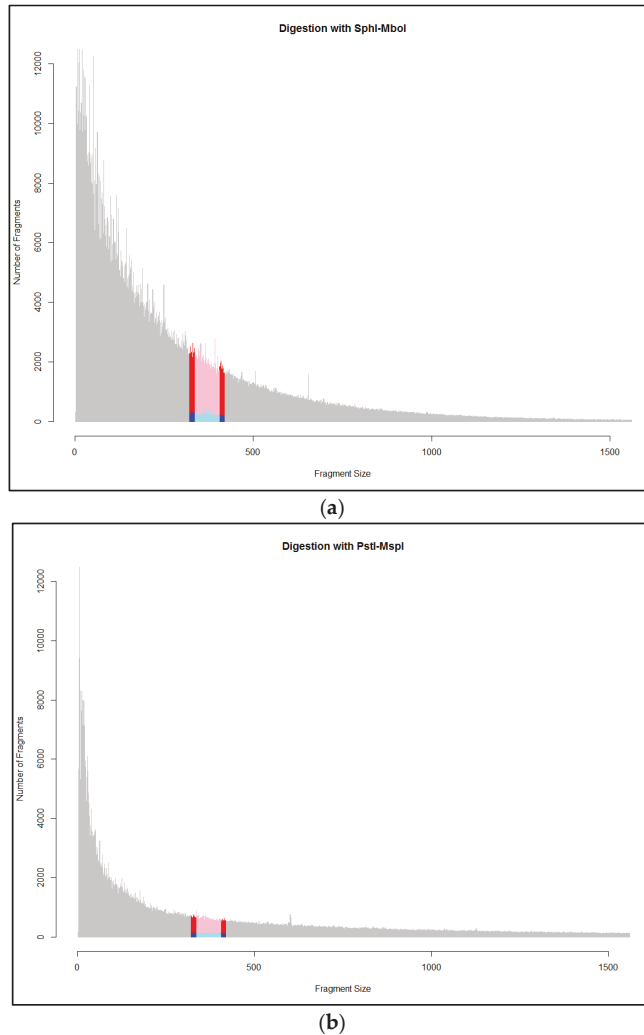 Digestion with SphI-MboI
12000
10000
8000
6000
4000
2000
0
Number of Fragments
0 500 1000 1500
Fragment Size
(a)
Digestion with PstI-MspI
12000
10000
8000
6000
4000
2000
0
Number of Fragments
0 500 1000 1500
Fragment Size
(b)